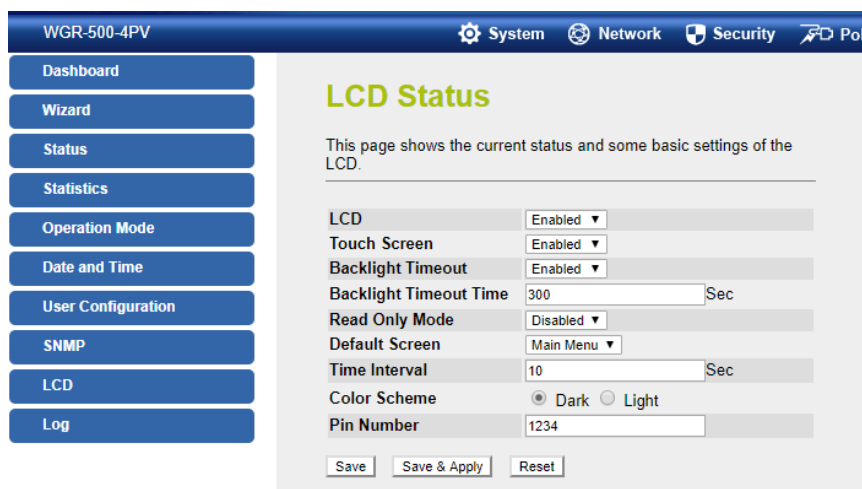 WGR-500-4PV System Network Security
Dashboard
Wizard
Status
Statistics
Operation Mode
Date and Time
User Configuration
SNMP
LCD
Log
LCD Status
This page shows the current status and some basic settings of the
LCD.
LCD Enabled
Touch Screen Enabled
Backlight Timeout Enabled
Backlight Timeout Time 300 Sec
Read Only Mode Disabled
Default Screen Main Menu
Time Interval 10 Sec
Color Scheme Dark Light
Pin Number 1234
Save Save & Apply Reset